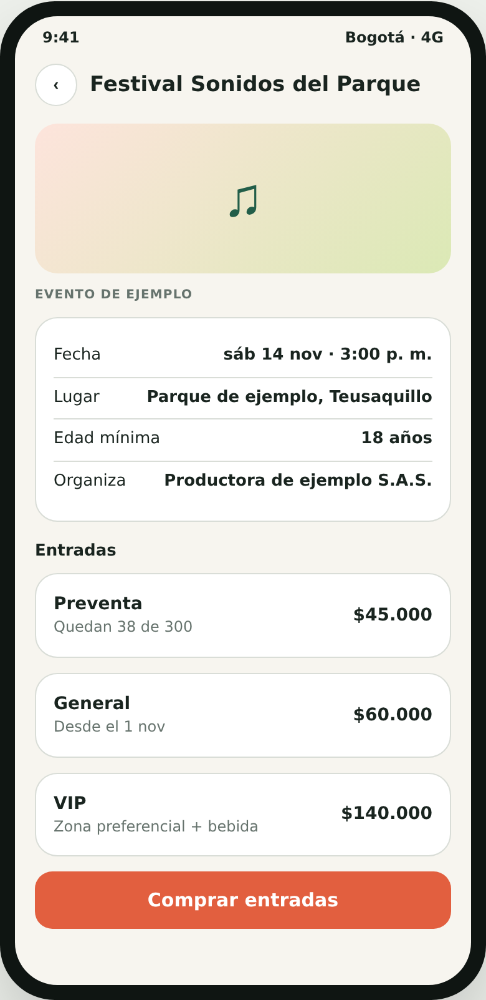 9:41
Bogotá · 4G
‹
Festival Sonidos del Parque
♫
EVENTO DE EJEMPLO
Fecha
sáb 14 nov · 3:00 p. m.
Lugar
Parque de ejemplo, Teusaquillo
Edad mínima
18 años
Organiza
Productora de ejemplo S.A.S.
Entradas
Preventa
Quedan 38 de 300
$45.000
General
Desde el 1 nov
$60.000
VIP
Zona preferencial + bebida
$140.000
Comprar entradas